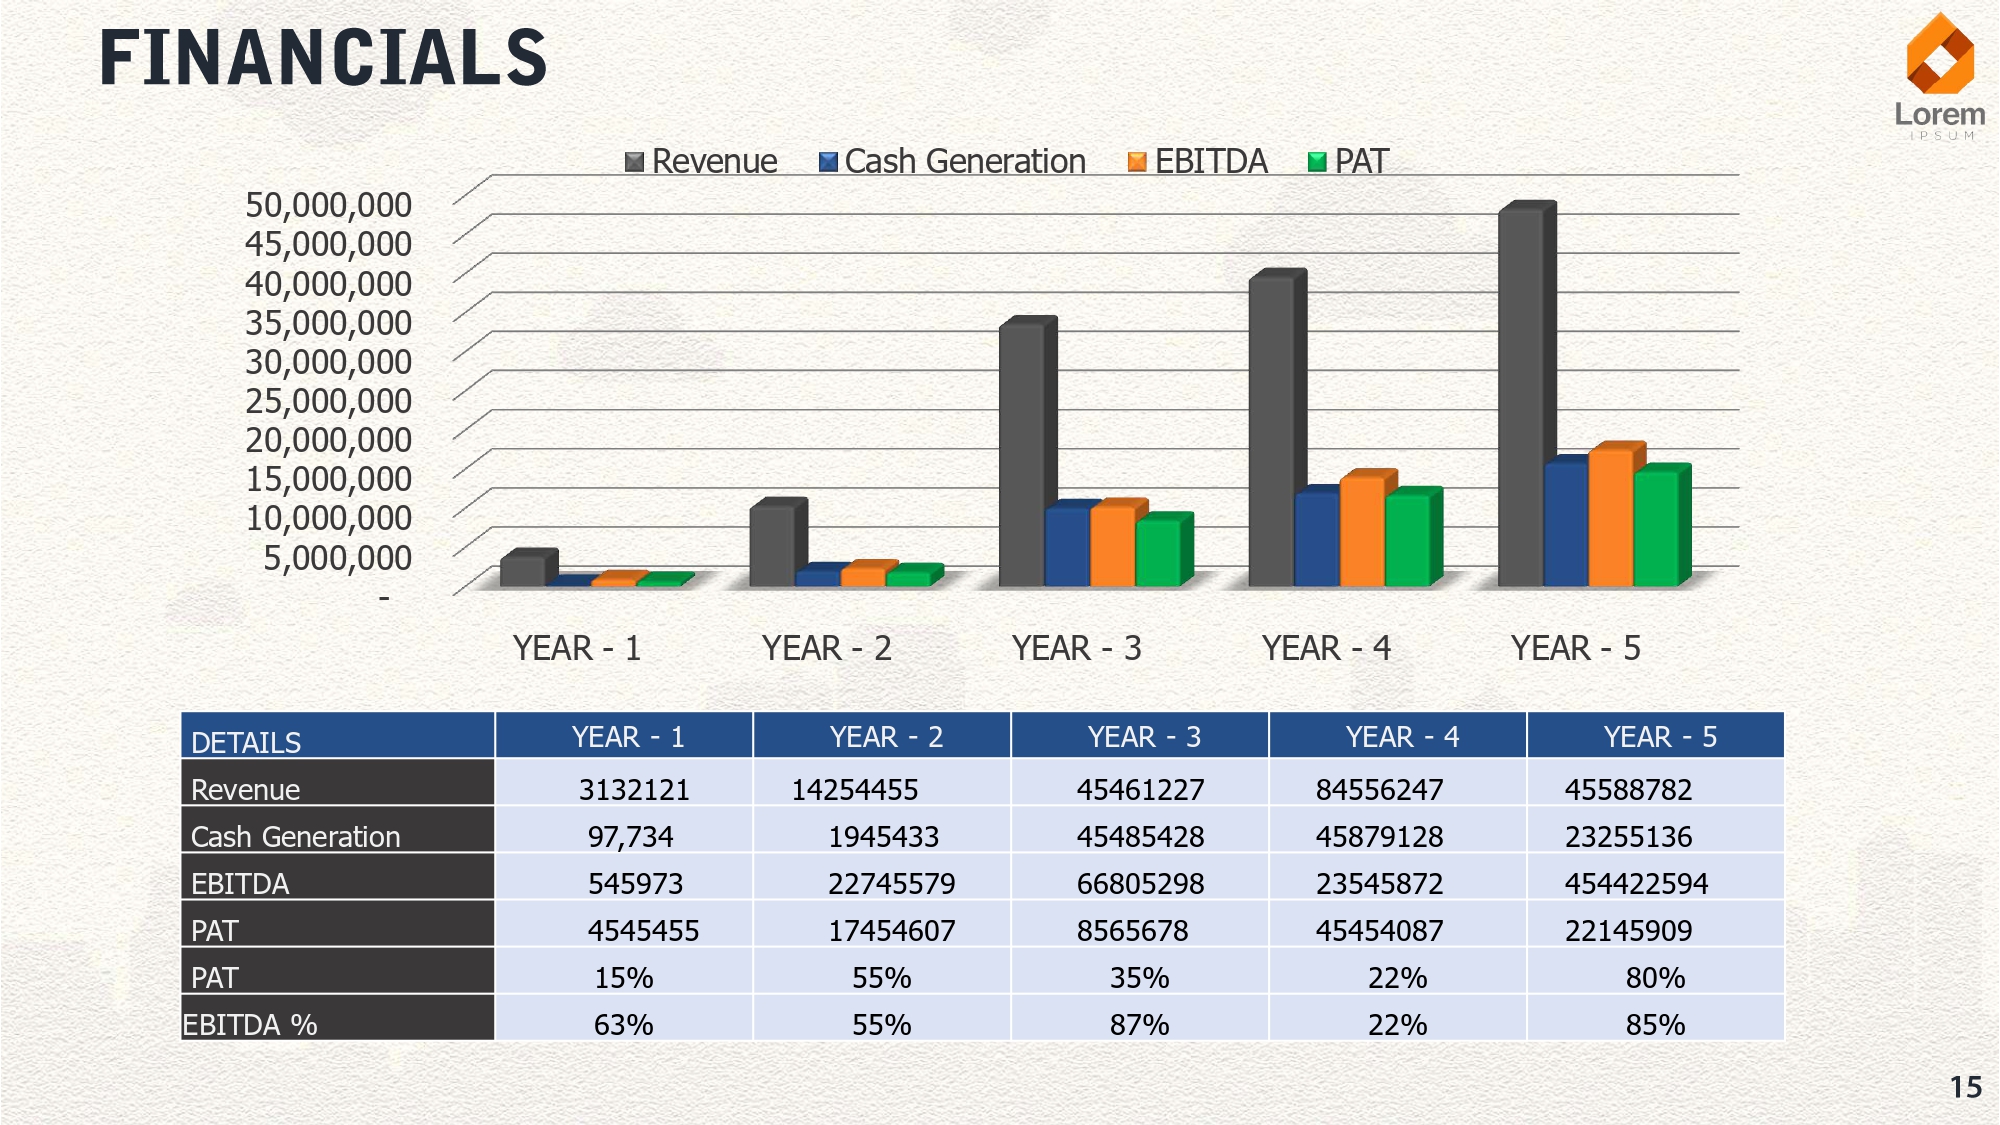 FINANCIALS
Lorem
IPSUM
Revenue Cash Generation EBITDA PAT
50,000,000
45,000,000
40,000,000
35,000,000
30,000,000
25,000,000
20,000,000
15,000,000
10,000,000
5,000,000
-
YEAR - 1 YEAR - 2 YEAR - 3 YEAR - 4 YEAR - 5
DETAILS YEAR - 1 YEAR - 2 YEAR - 3 YEAR - 4 YEAR - 5
Revenue 3132121 14254455 45461227 84556247 45588782
Cash Generation 97,734 1945433 45485428 45879128 23255136
EBITDA 545973 22745579 66805298 23545872 454422594
PAT 4545455 17454607 8565678 45454087 22145909
PAT 15% 55% 35% 22% 80%
EBITDA % 63% 55% 87% 22% 85%
15